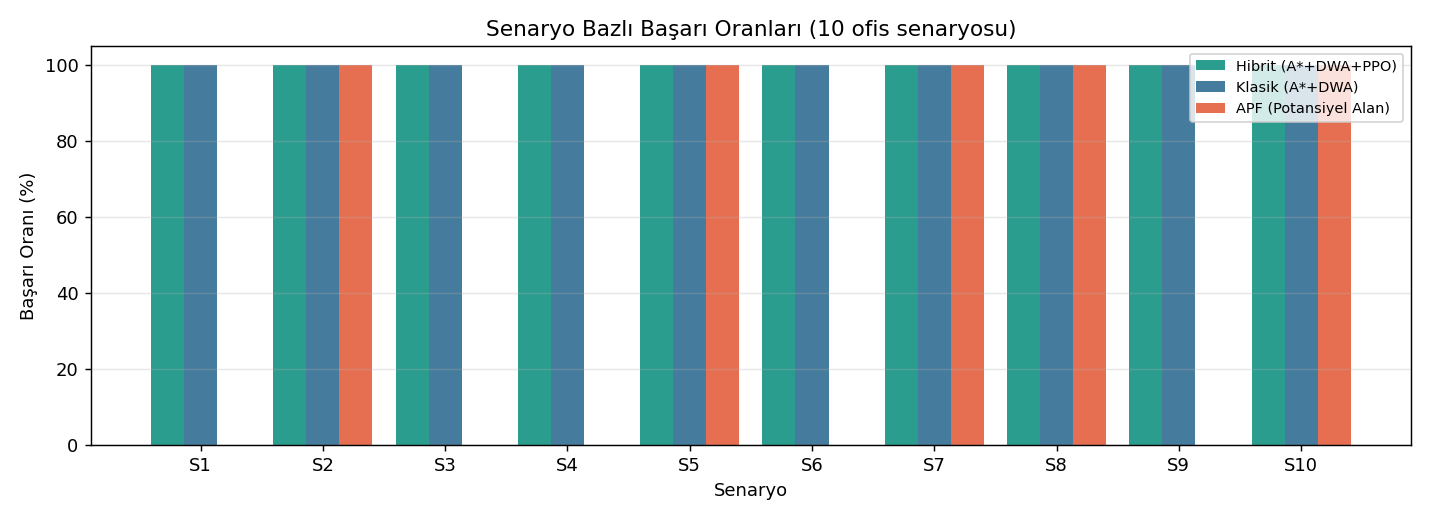 Senaryo Bazlı Başarı Oranları (10 ofis senaryosu)
Hibrit (A*+DWA+PPO)
Klasik (A*+DWA)
APF (Potansiyel Alan)
Başarı Oranı (%)
100
80
60
40
20
0
S1 S2 S3 S4 S5 S6 S7 S8 S9 S10
Senaryo